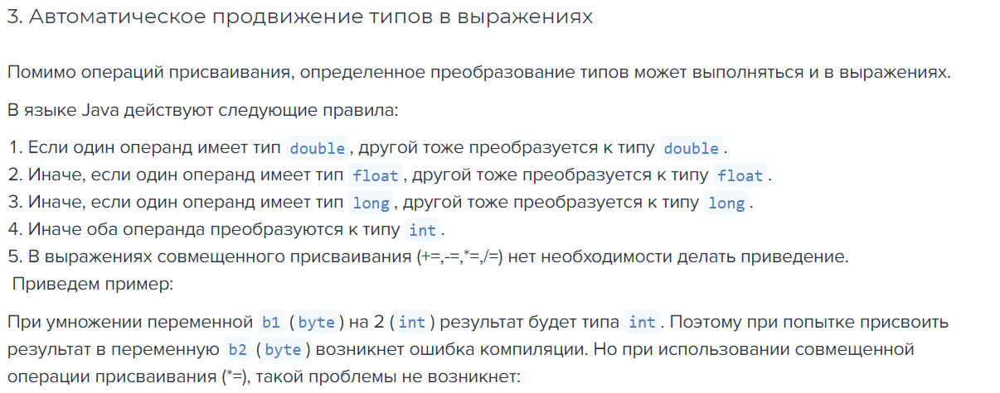 3. Автоматическое продвижение типов в выражениях
Помимо операций присваивания, определенное преобразование типов может выполняться и в выражениях.
В языке Java действуют следующие правила:
1. Если один операнд имеет тип double, другой тоже преобразуется к типу double.
2. Иначе, если один операнд имеет тип float, другой тоже преобразуется к типу float.
3. Иначе, если один операнд имеет тип long, другой тоже преобразуется к типу long.
4. Иначе оба операнда преобразуются к типу int.
5. В выражениях совмещенного присваивания (+=,-=,*=,/=) нет необходимости делать приведение.
Приведем пример:
При умножении переменной b1 (byte) на 2 (int) результат будет типа int. Поэтому при попытке присвоить
результат в переменную b2 (byte) возникнет ошибка компиляции. Но при использовании совмещенной
операции присваивания (*=), такой проблемы не возникнет: